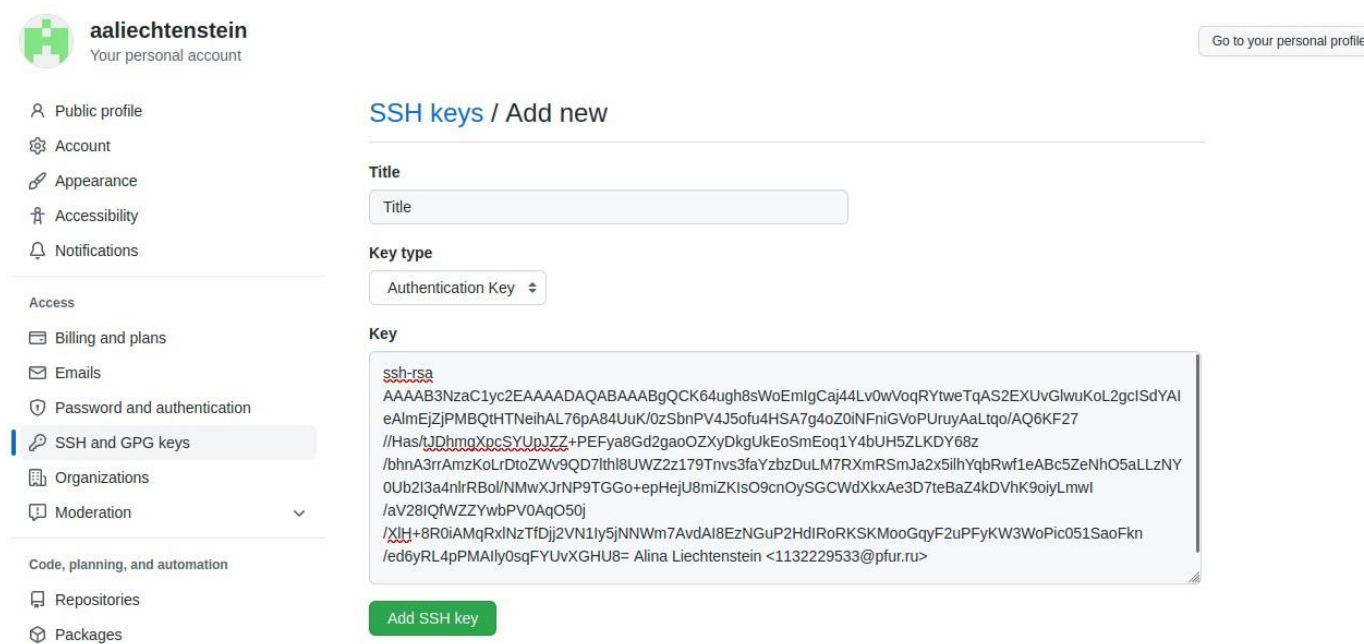 aaliechtenstein
Your personal account
Go to your personal profile
Public profile
Account
Appearance
Accessibility
Notifications
Access
Billing and plans
Emails
Password and authentication
SSH and GPG keys
Organizations
Moderation
Code, planning, and automation
Repositories
Packages
SSH keys / Add new
Title
Title
Key type
Authentication Key
Key
ssh-rsa
AAAAB3NzaC1yc2EAAAADAQABAAABgQCK64ugh8sWoEmIgCaj44Lv0wVoqRYtweTqAS2EXUvGlwuKoL2gcISdYAI
eAlmEjZjPMBQtHTNeihAL76pA84UuK/0zSbnPV4J5ofu4HSA7g4oZ0iNFniGVoPUruyAaLtqo/AQ6KF27
//Has/tJDhmgXpcSYUpJZZ+PEFya8Gd2gaoOZXyDkgUkEoSmEoq1Y4bUH5ZLKDY68z
/bhnA3rrAmzKoLrDtoZWv9QD7lthl8UWZ2z179Tnvs3faYzbzDuLM7RXmRSmJa2x5ilhYqbRwf1eABc5ZeNhO5aLLzNY
0Ub2I3a4nlrRBol/NMwXJrNP9TGGo+epHejU8miZKIsO9cnOySGCWdXkxAe3D7teBaZ4kDVhK9oiyLmwI
/aV28IQfWZZYwbPV0AqO50j
/XlH+8R0iAMqRxlNzTfDjj2VN1Iy5jNNWm7AvdAI8EzNGuP2HdIRoRKSKMooGqyF2uPFyKW3WoPic051SaoFkn
/ed6yRL4pPMAIly0sqFYUvXGHU8= Alina Liechtenstein <1132229533@pfur.ru>
Add SSH key